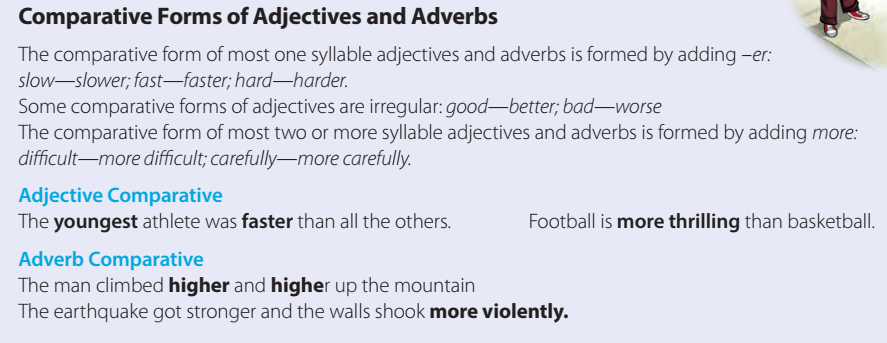 Comparative Forms of Adjectives and Adverbs
The comparative form of most one syllable adjectives and adverbs is formed by adding –er:
slow—slower; fast—faster; hard—harder.
Some comparative forms of adjectives are irregular: good—better; bad—worse
The comparative form of most two or more syllable adjectives and adverbs is formed by adding more:
difficult—more difficult; carefully—more carefully.
Adjective Comparative
The youngest athlete was faster than all the others. Football is more thrilling than basketball.
Adverb Comparative
The man climbed higher and higher up the mountain
The earthquake got stronger and the walls shook more violently.